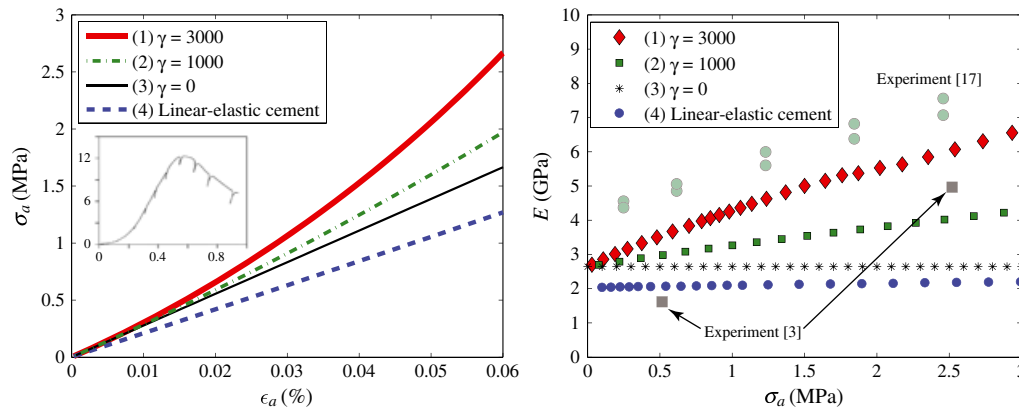 3
2.5
2
1.5
1
0.5
0
σa (MPa)
(1) γ = 3000
(2) γ = 1000
(3) γ = 0
(4) Linear-elastic cement
12
8
4
0
0 0.4 0.8
0 0.01 0.02 0.03 0.04 0.05 0.06
ϵa (%)
10
9
8
7
6
5
4
3
2
1
0
E (GPa)
(1) γ = 3000
(2) γ = 1000
(3) γ = 0
(4) Linear-elastic cement
Experiment [17]
Experiment [3]
0 0.5 1 1.5 2 2.5 3
σa (MPa)